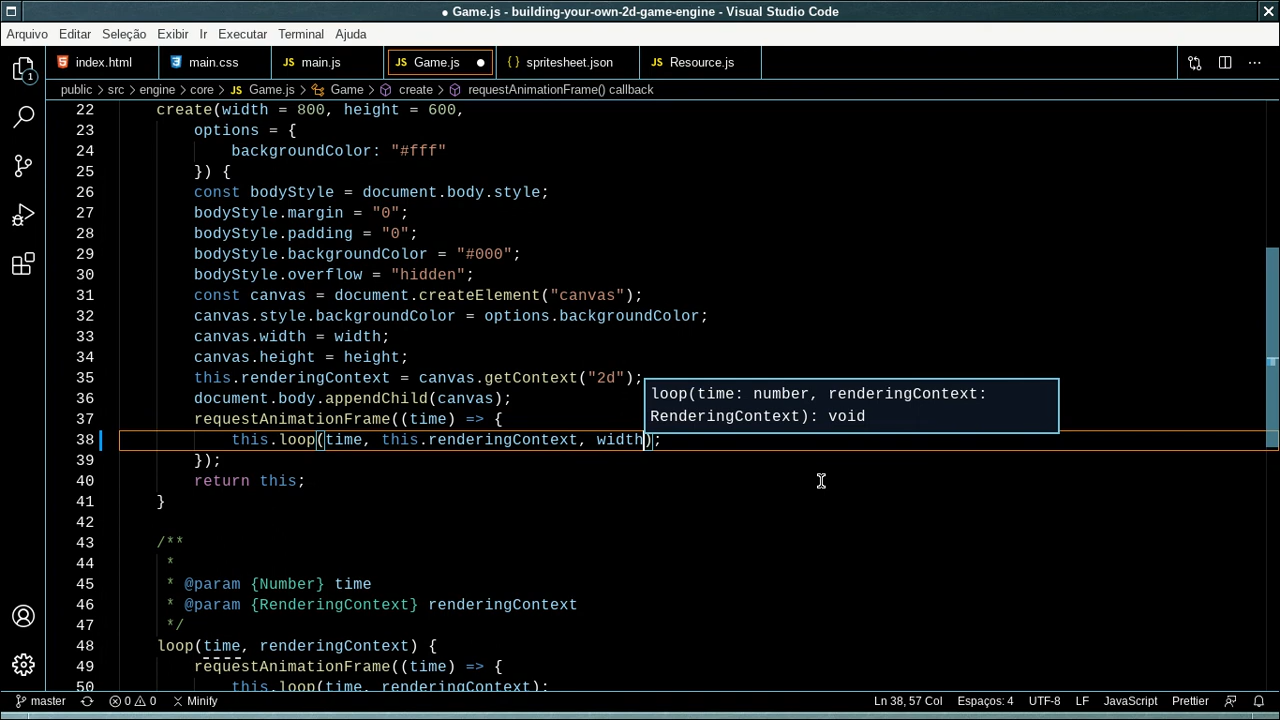 ● Game.js - building-your-own-2d-game-engine - Visual Studio Code
Arquivo Editar Seleção Exibir Ir Executar Terminal Ajuda
index.html main.css JS main.js JS Game.js ● {} spritesheet.json JS Resource.js
public > src > engine > core > JS Game.js > Game > create > requestAnimationFrame() callback
1
22 create(width = 800, height = 600,
23 options = {
24 backgroundColor: "#fff"
25 }) {
26 const bodyStyle = document.body.style;
27 bodyStyle.margin = "0";
28 bodyStyle.padding = "0";
29 bodyStyle.backgroundColor = "#000";
30 bodyStyle.overflow = "hidden";
31 const canvas = document.createElement("canvas");
32 canvas.style.backgroundColor = options.backgroundColor;
33 canvas.width = width;
34 canvas.height = height;
35 this.renderingContext = canvas.getContext("2d");
36 document.body.appendChild(canvas);
37 requestAnimationFrame((time) => {
38 this.loop(time, this.renderingContext, width);
loop(time: number, renderingContext:
RenderingContext): void
39 });
40 return this;
41 }
42
43 /**
44 *
45 * @param {Number} time
46 * @param {RenderingContext} renderingContext
47 */
48 loop(time, renderingContext) {
49 requestAnimationFrame((time) => {
50 this.loop(time, renderingContext);
master 0 0 Minify Ln 38, 57 Col Espaços: 4 UTF-8 LF JavaScript Prettier